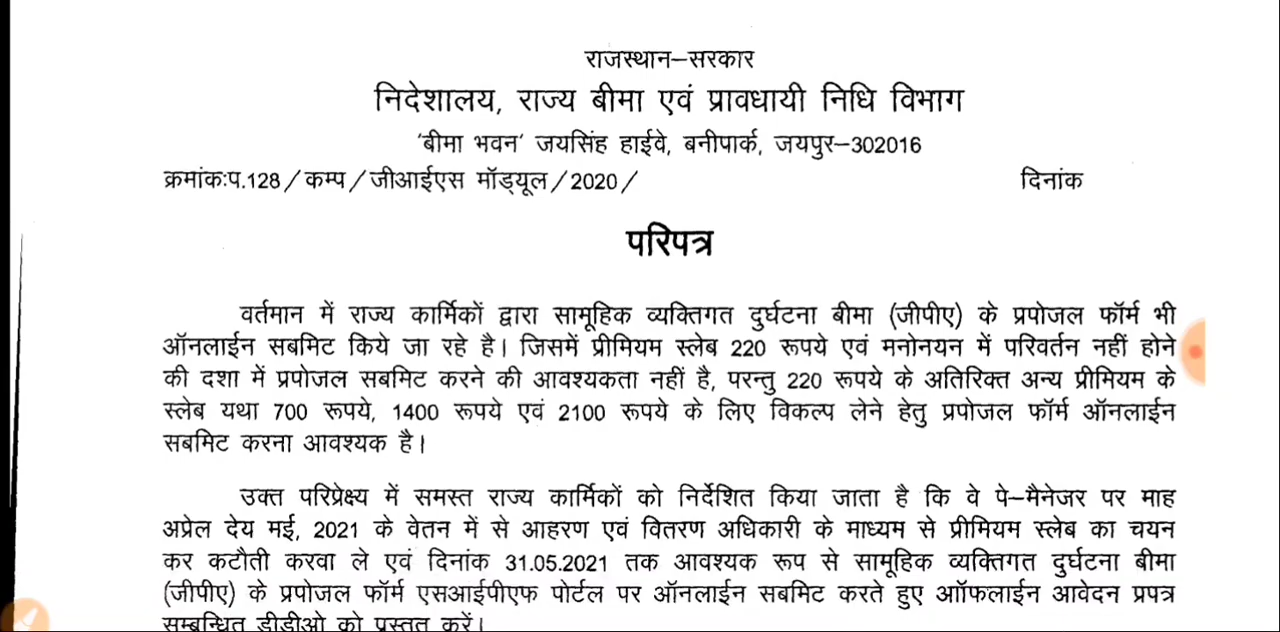 राजस्थान–सरकार
निदेशालय, राज्य बीमा एवं प्रावधायी निधि विभाग
'बीमा भवन' जयसिंह हाईवे, बनीपार्क, जयपुर–302016
क्रमांक:प.128/कम्प/जीआईएस मॉड्यूल/2020/ दिनांक
परिपत्र
वर्तमान में राज्य कार्मिकों द्वारा सामूहिक व्यक्तिगत दुर्घटना बीमा (जीपीए) के प्रपोजल फॉर्म भी
ऑनलाईन सबमिट किये जा रहे है। जिसमें प्रीमियम स्लेब 220 रूपये एवं मनोनयन में परिवर्तन नहीं होने
की दशा में प्रपोजल सबमिट करने की आवश्यकता नहीं है, परन्तु 220 रूपये के अतिरिक्त अन्य प्रीमियम के
स्लेब यथा 700 रूपये, 1400 रूपये एवं 2100 रूपये के लिए विकल्प लेने हेतु प्रपोजल फॉर्म ऑनलाईन
सबमिट करना आवश्यक है।
उक्त परिप्रेक्ष्य में समस्त राज्य कार्मिकों को निर्देशित किया जाता है कि वे पे–मैनेजर पर माह
अप्रेल देय मई, 2021 के वेतन में से आहरण एवं वितरण अधिकारी के माध्यम से प्रीमियम स्लेब का चयन
कर कटौती करवा ले एवं दिनांक 31.05.2021 तक आवश्यक रूप से सामूहिक व्यक्तिगत दुर्घटना बीमा
(जीपीए) के प्रपोजल फॉर्म एसआईपीएफ पोर्टल पर ऑनलाईन सबमिट करते हुए ऑफलाईन आवेदन प्रपत्र
सम्बन्धित डीडीओ को प्रस्तुत करें।